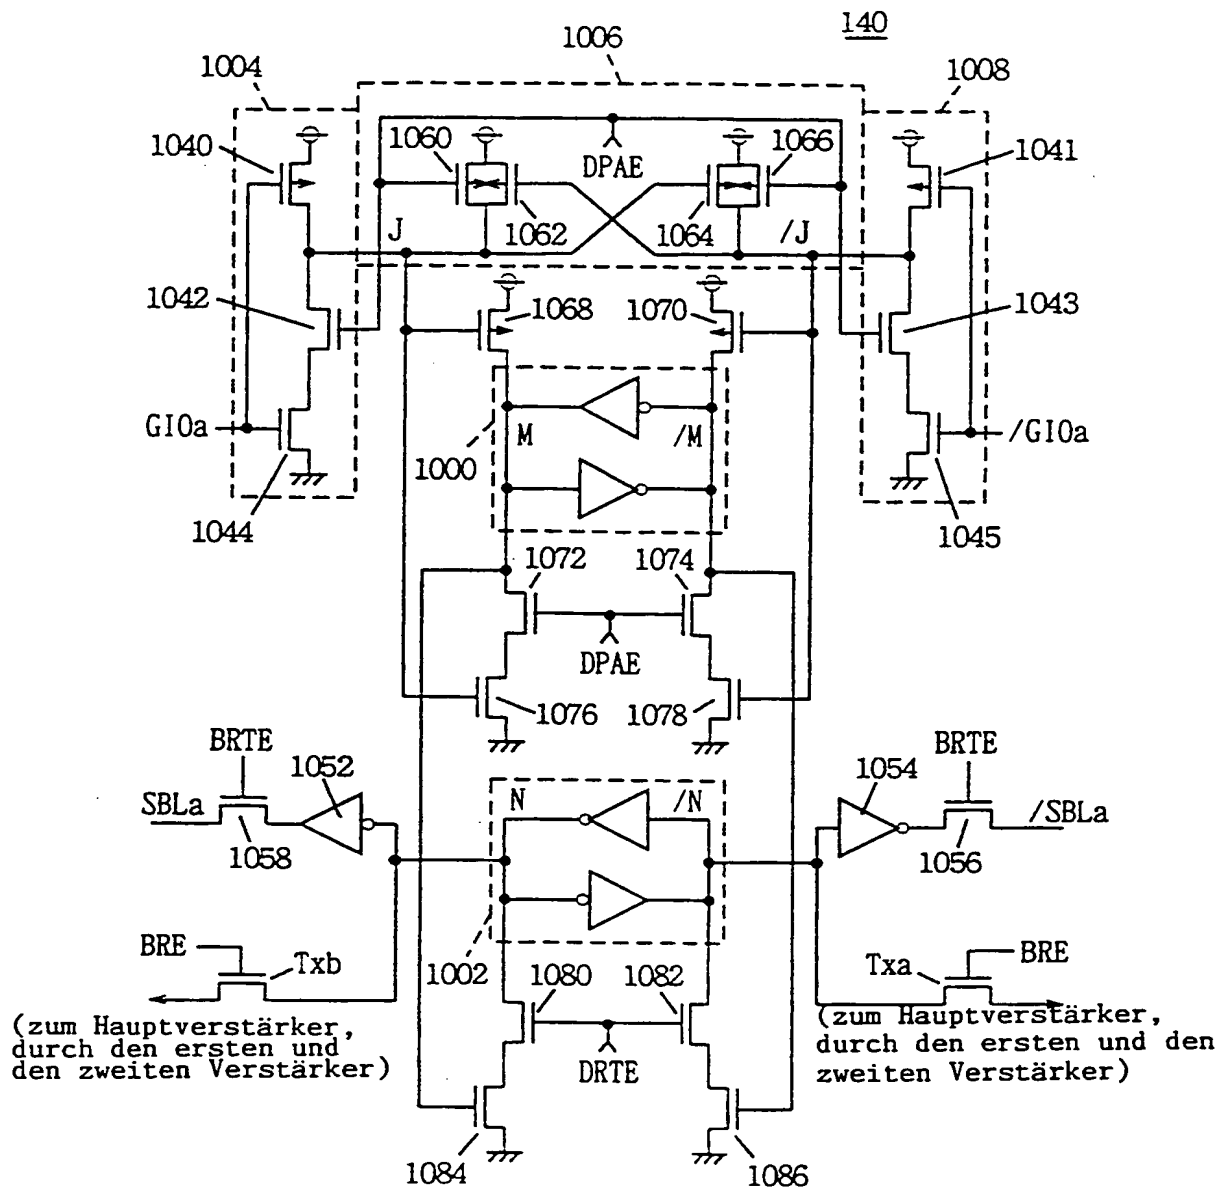 140
1006
1004
1008
1040
1060
DPAE
1066
1041
1062
1064
J
/J
1042
1068
1070
1043
GIOa
M
/M
/GIOa
1000
1044
1045
1072
1074
DPAE
1076
1078
BRTE
1052
SBLa
1058
N
/N
1054
BRTE
/SBLa
1056
BRE
Txb
1002
1080
1082
Txa
BRE
(zum Hauptverstärker,
durch den ersten und
den zweiten Verstärker)
DRTE
(zum Hauptverstärker,
durch den ersten und den
zweiten Verstärker)
1084
1086